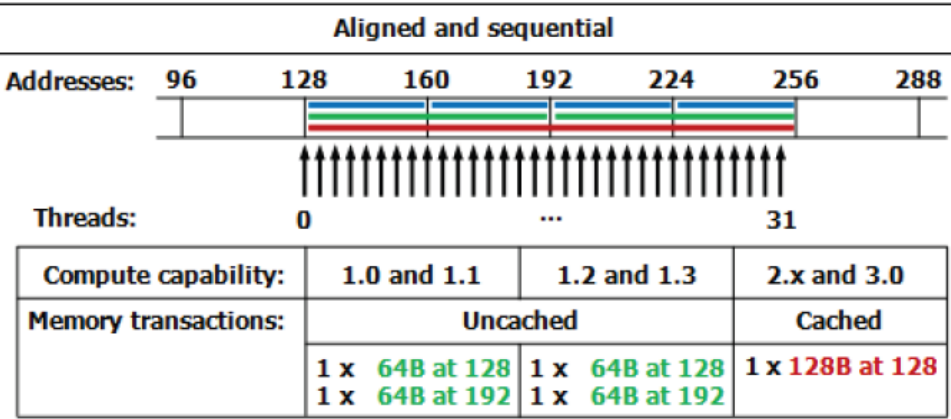 Aligned and sequential
Addresses: 96 128 160 192 224 256 288
Threads: 0 ... 31
Compute capability: 1.0 and 1.1 1.2 and 1.3 2.x and 3.0
Memory transactions: Uncached Cached
1 x 64B at 128 1 x 64B at 128 1 x 128B at 128
1 x 64B at 192 1 x 64B at 192